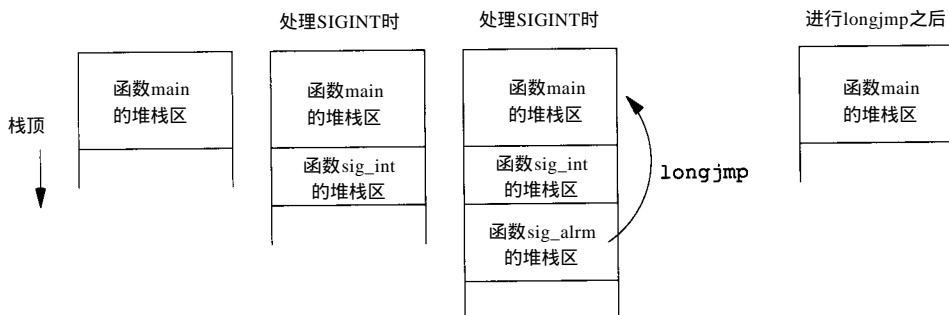 处理SIGINT时
处理SIGINT时
进行longjmp之后
栈顶
函数main
的堆栈区
函数main
的堆栈区
函数sig_int
的堆栈区
函数main
的堆栈区
函数sig_int
的堆栈区
函数sig_alrm
的堆栈区
longjmp
函数main
的堆栈区